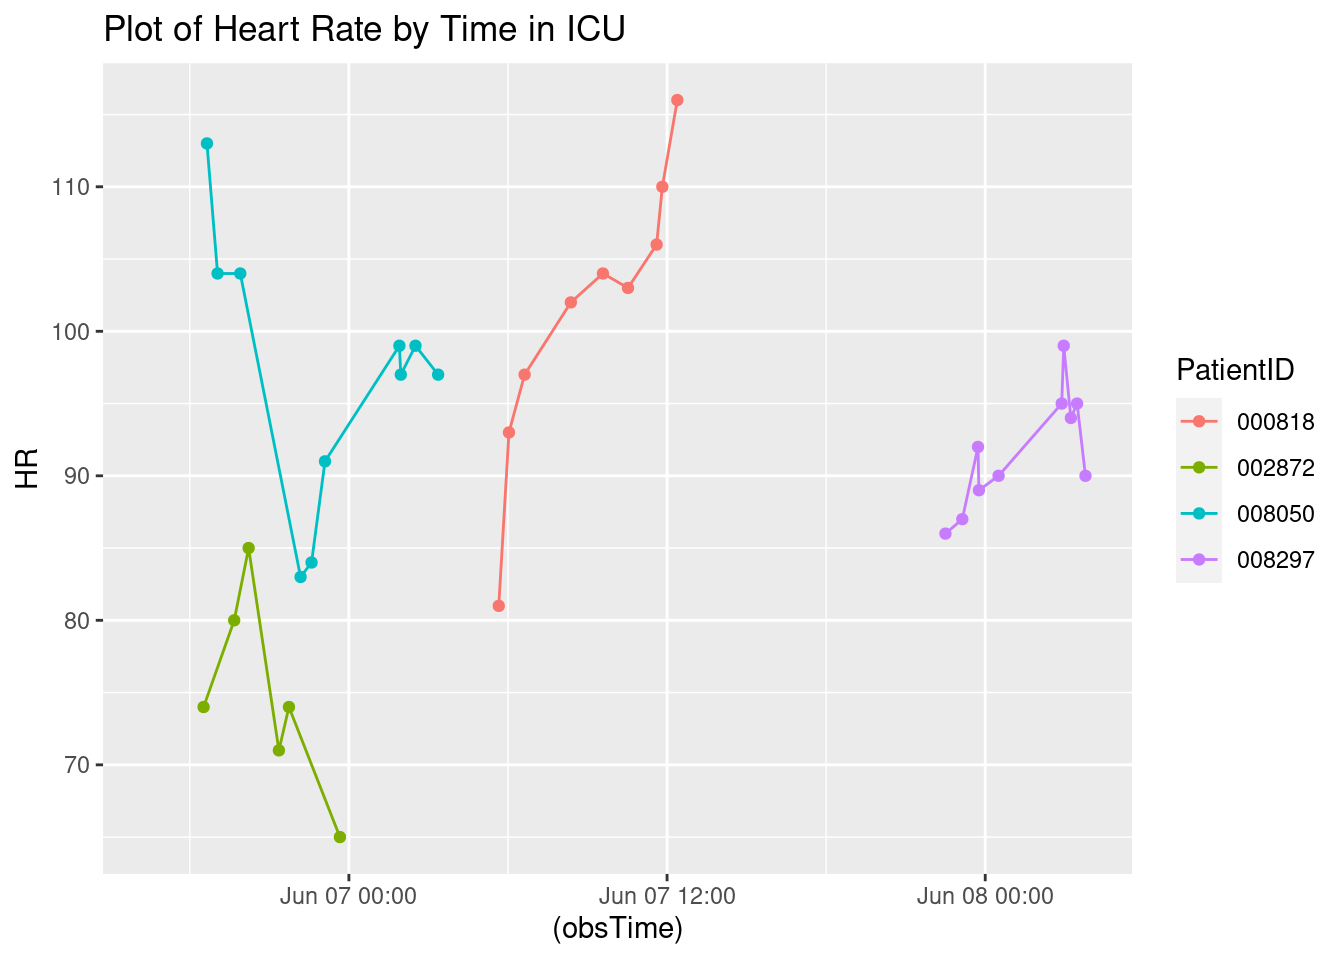 Plot of Heart Rate by Time in ICU
HR
110
100
90
80
70
Jun 07 00:00
Jun 07 12:00
Jun 08 00:00
(obsTime)
PatientID
000818
002872
008050
008297